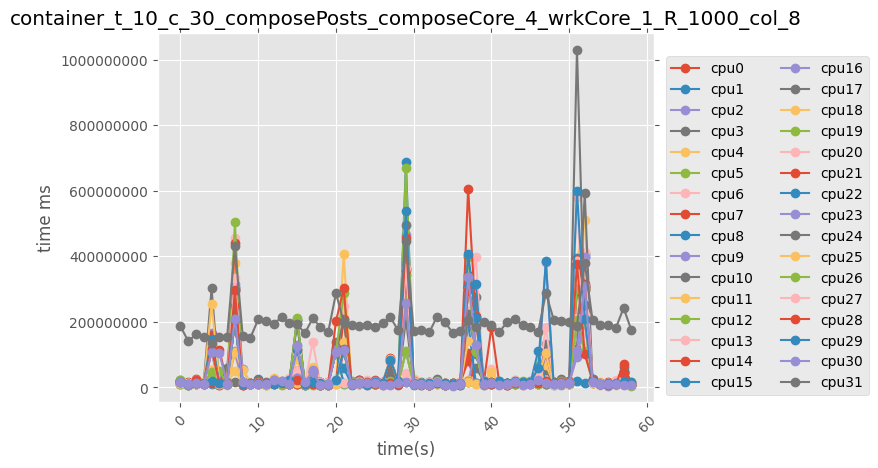 container_t_10_c_30_composePosts_composeCore_4_wrkCore_1_R_1000_col_8
time ms
1000000000
800000000
600000000
400000000
200000000
0
0
10
20
30
40
50
60
time(s)
cpu0
cpu1
cpu2
cpu3
cpu4
cpu5
cpu6
cpu7
cpu8
cpu9
cpu10
cpu11
cpu12
cpu13
cpu14
cpu15
cpu16
cpu17
cpu18
cpu19
cpu20
cpu21
cpu22
cpu23
cpu24
cpu25
cpu26
cpu27
cpu28
cpu29
cpu30
cpu31